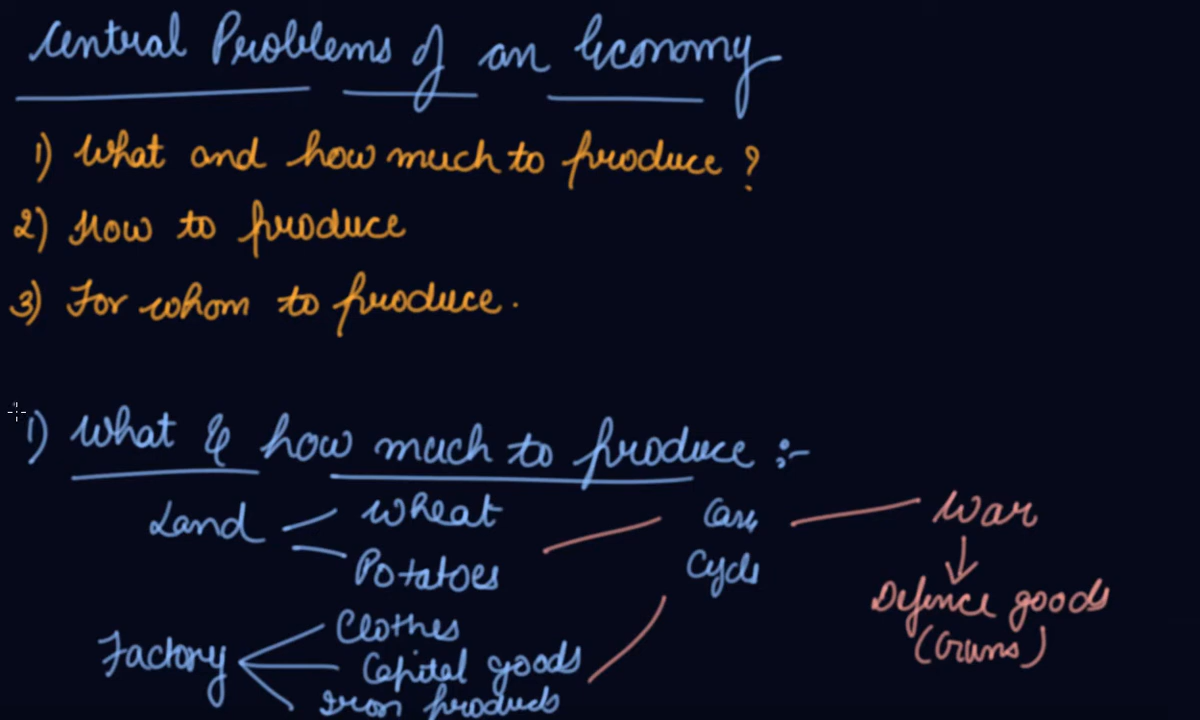 Central Problems of an Economy
1) What and how much to produce?
2) How to produce
3) For whom to produce.
1) What & how much to produce :-
Land
Wheat
Potatoes
Factory
Clothes
Capital goods
Iron products
Cars
Cycles
War
Defence goods
(Guns)